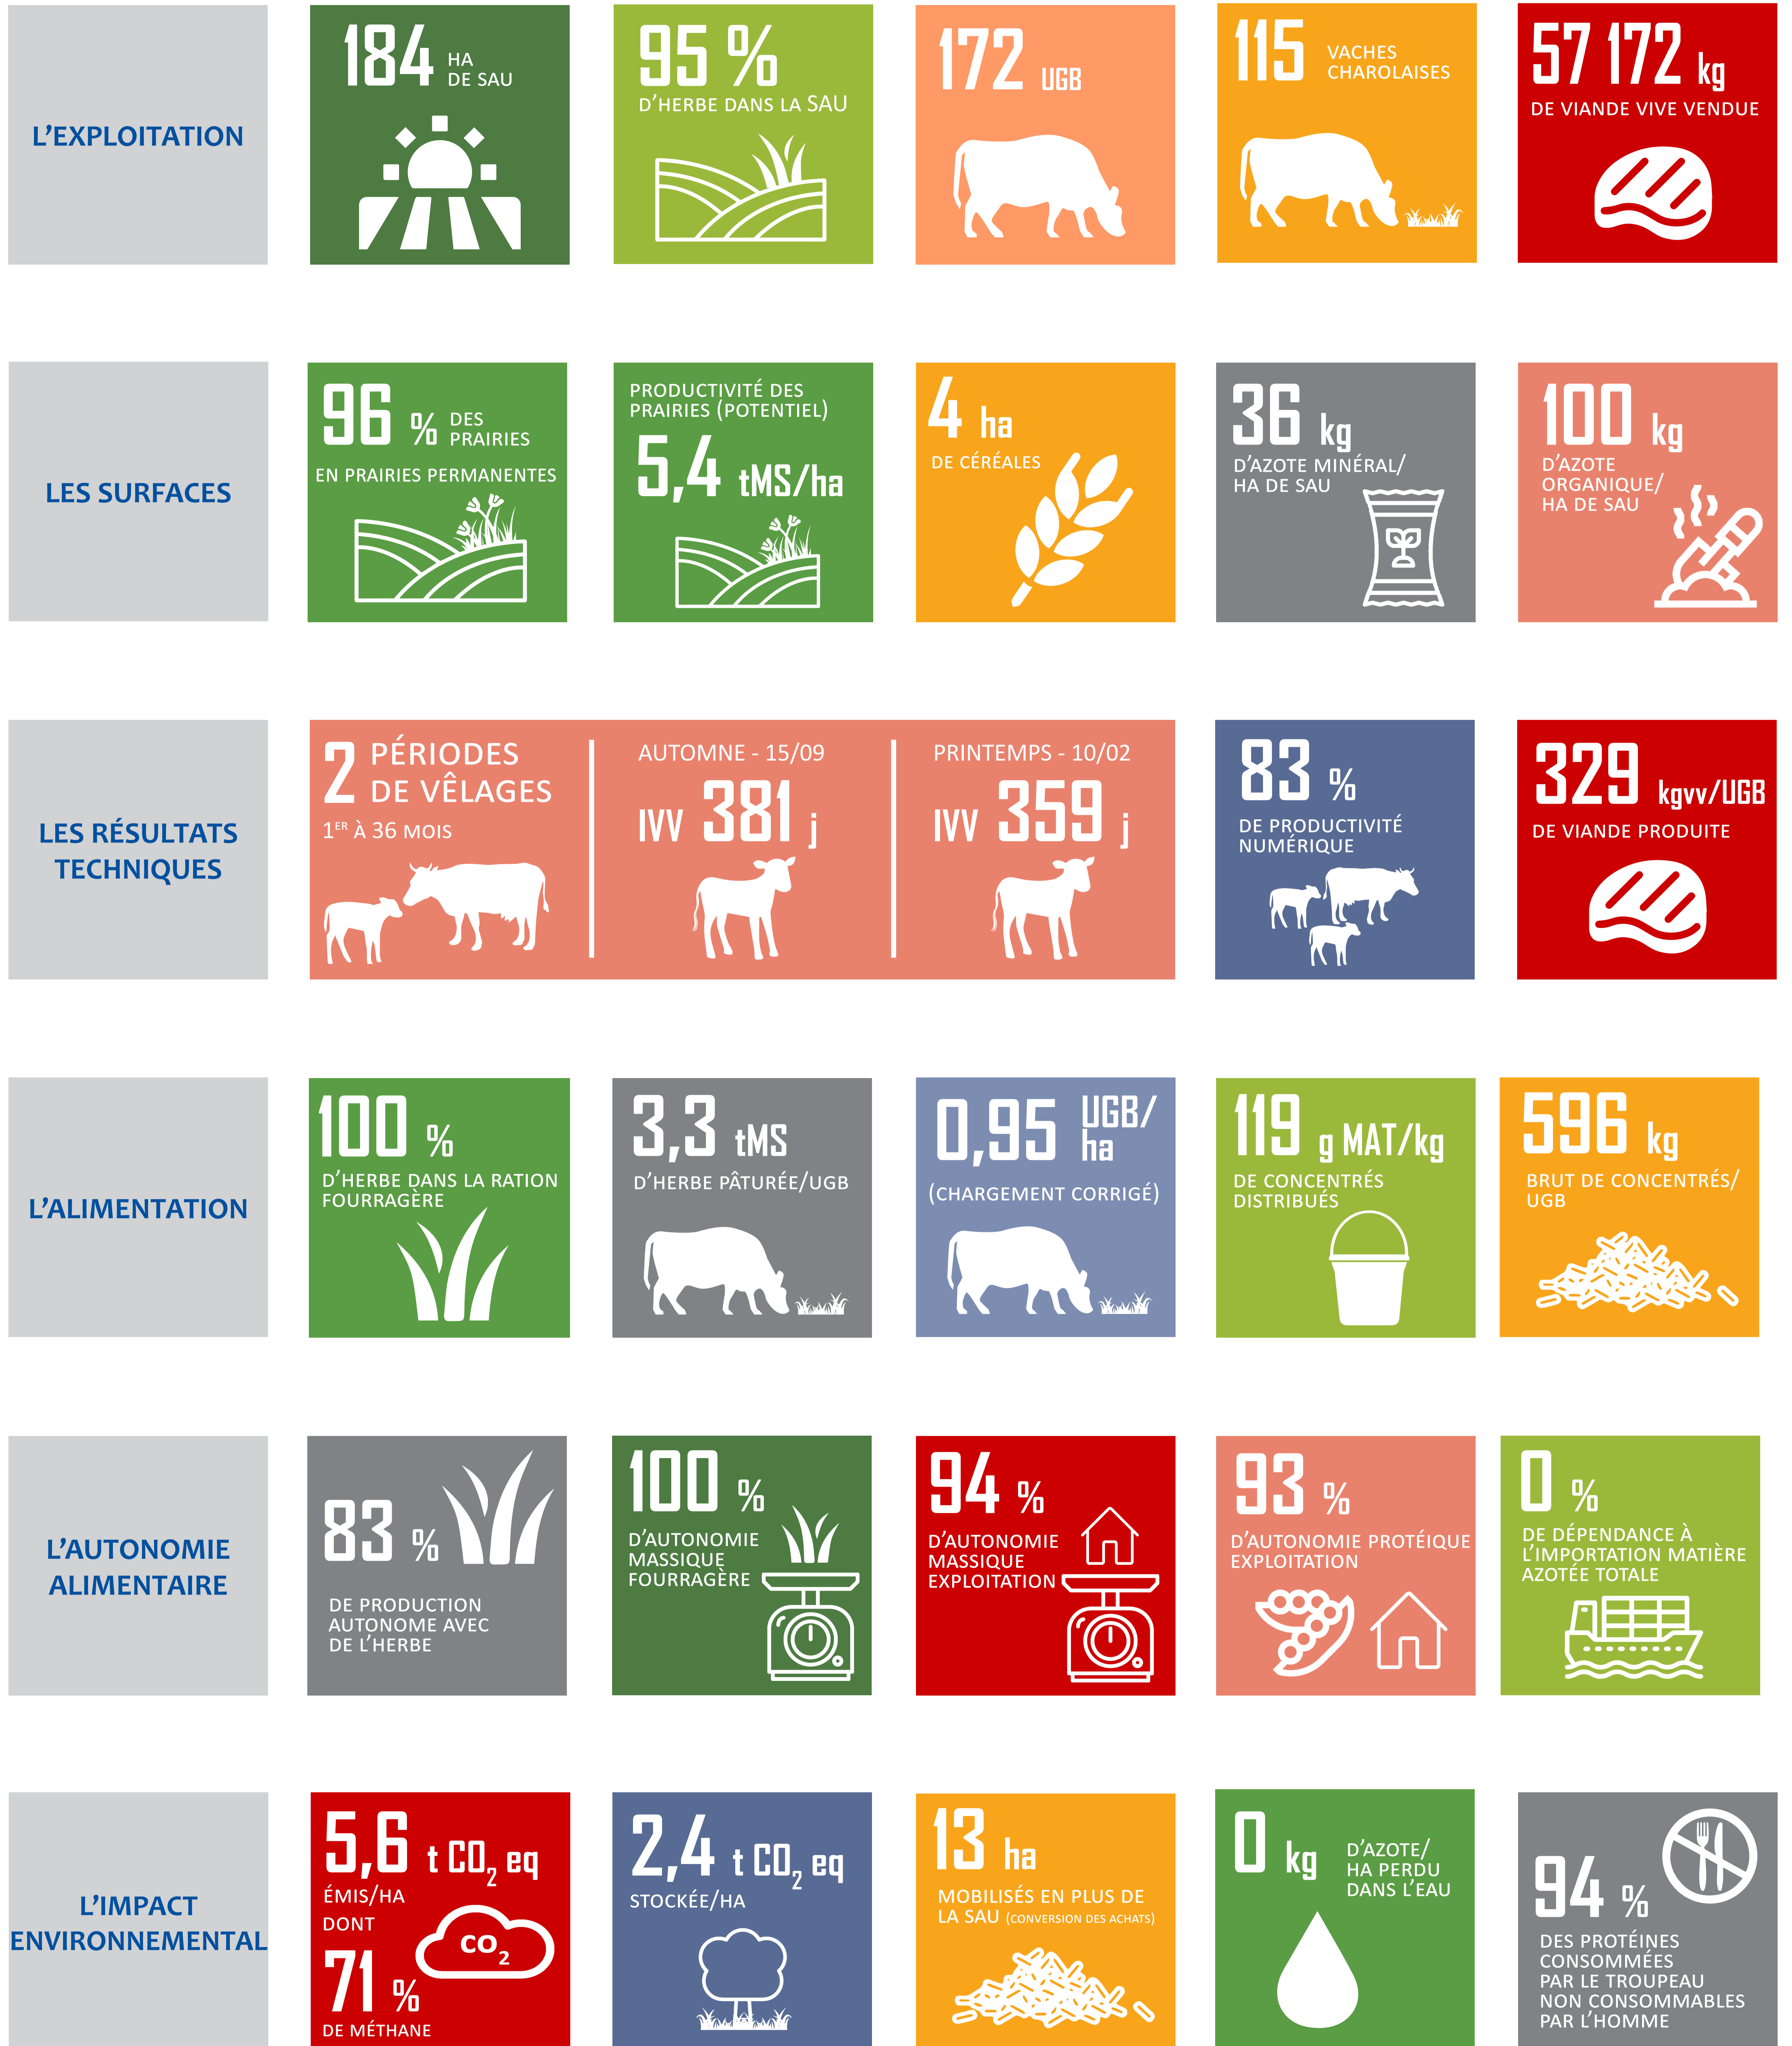 L'EXPLOITATION
184 HA
DE SAU
95 %
D'HERBE DANS LA SAU
172 UGB
115 VACHES
CHAROLAISES
57 172 kg
DE VIANDE VIVE VENDUE
LES SURFACES
96 % DES
PRAIRIES
EN PRAIRIES PERMANENTES
PRODUCTIVITÉ DES
PRAIRIES (POTENTIEL)
5,4 tMS/ha
4 ha
DE CÉRÉALES
36 kg
D'AZOTE MINÉRAL/
HA DE SAU
100 kg
D'AZOTE
ORGANIQUE/
HA DE SAU
LES RÉSULTATS
TECHNIQUES
2 PÉRIODES
DE VÊLAGES
1ER À 36 MOIS
AUTOMNE - 15/09
IVV 381 j
PRINTEMPS - 10/02
IVV 359 j
83 %
DE PRODUCTIVITÉ
NUMÉRIQUE
329 kgvv/UGB
DE VIANDE PRODUITE
L'ALIMENTATION
100 %
D'HERBE DANS LA RATION
FOURRAGÈRE
3,3 tMS
D'HERBE PÂTURÉE/UGB
0,95 UGB/
ha
(CHARGEMENT CORRIGÉ)
119 g MAT/kg
DE CONCENTRÉS
DISTRIBUÉS
596 kg
BRUT DE CONCENTRÉS/
UGB
L'AUTONOMIE
ALIMENTAIRE
83 %
DE PRODUCTION
AUTONOME AVEC
DE L'HERBE
100 %
D'AUTONOMIE
MASSIQUE
FOURRAGÈRE
94 %
D'AUTONOMIE
MASSIQUE
EXPLOITATION
93 %
D'AUTONOMIE PROTÉIQUE
EXPLOITATION
0 %
DE DÉPENDANCE À
L'IMPORTATION MATIÈRE
AZOTÉE TOTALE
L'IMPACT
ENVIRONNEMENTAL
5,6 t CO2 eq
ÉMIS/HA
DONT
CO2
71 %
DE MÉTHANE
2,4 t CO2 eq
STOCKÉE/HA
13 ha
MOBILISÉS EN PLUS DE
LA SAU (CONVERSION DES ACHATS)
0 kg D'AZOTE/
HA PERDU
DANS L'EAU
94 %
DES PROTÉINES
CONSOMMÉES
PAR LE TROUPEAU
NON CONSOMMABLES
PAR L'HOMME